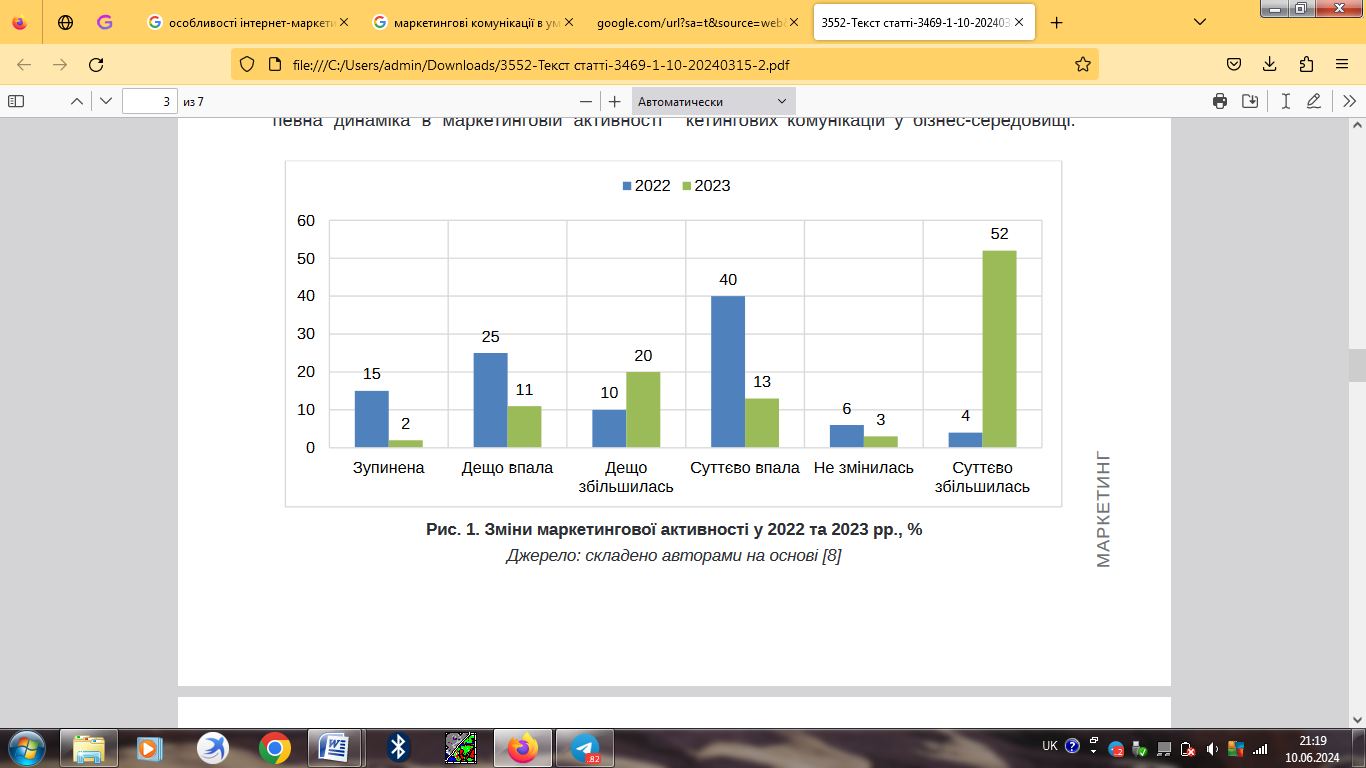 особливості інтернет-маркети
маркетингові комунікації в ум
google.com/url?sa=t&source=web&
3552-Текст статті-3469-1-10-202403
file:///C:/Users/admin/Downloads/3552-Текст статті-3469-1-10-20240315-2.pdf
3 из 7
Автоматически
певна динаміка в маркетинговій активності кетингових комунікацій у бізнес-середовищі.
2022 2023
60
50
40
30
20
10
0
15 2 25 11 10 20 40 13 6 3 4 52
Зупинена Дещо впала Дещо Суттєво впала Не змінилась Суттєво
збільшилась збільшилась
Рис. 1. Зміни маркетингової активності у 2022 та 2023 рр., %
Джерело: складено авторами на основі [8]
МАРКЕТИНГ
UK
21:19
10.06.2024